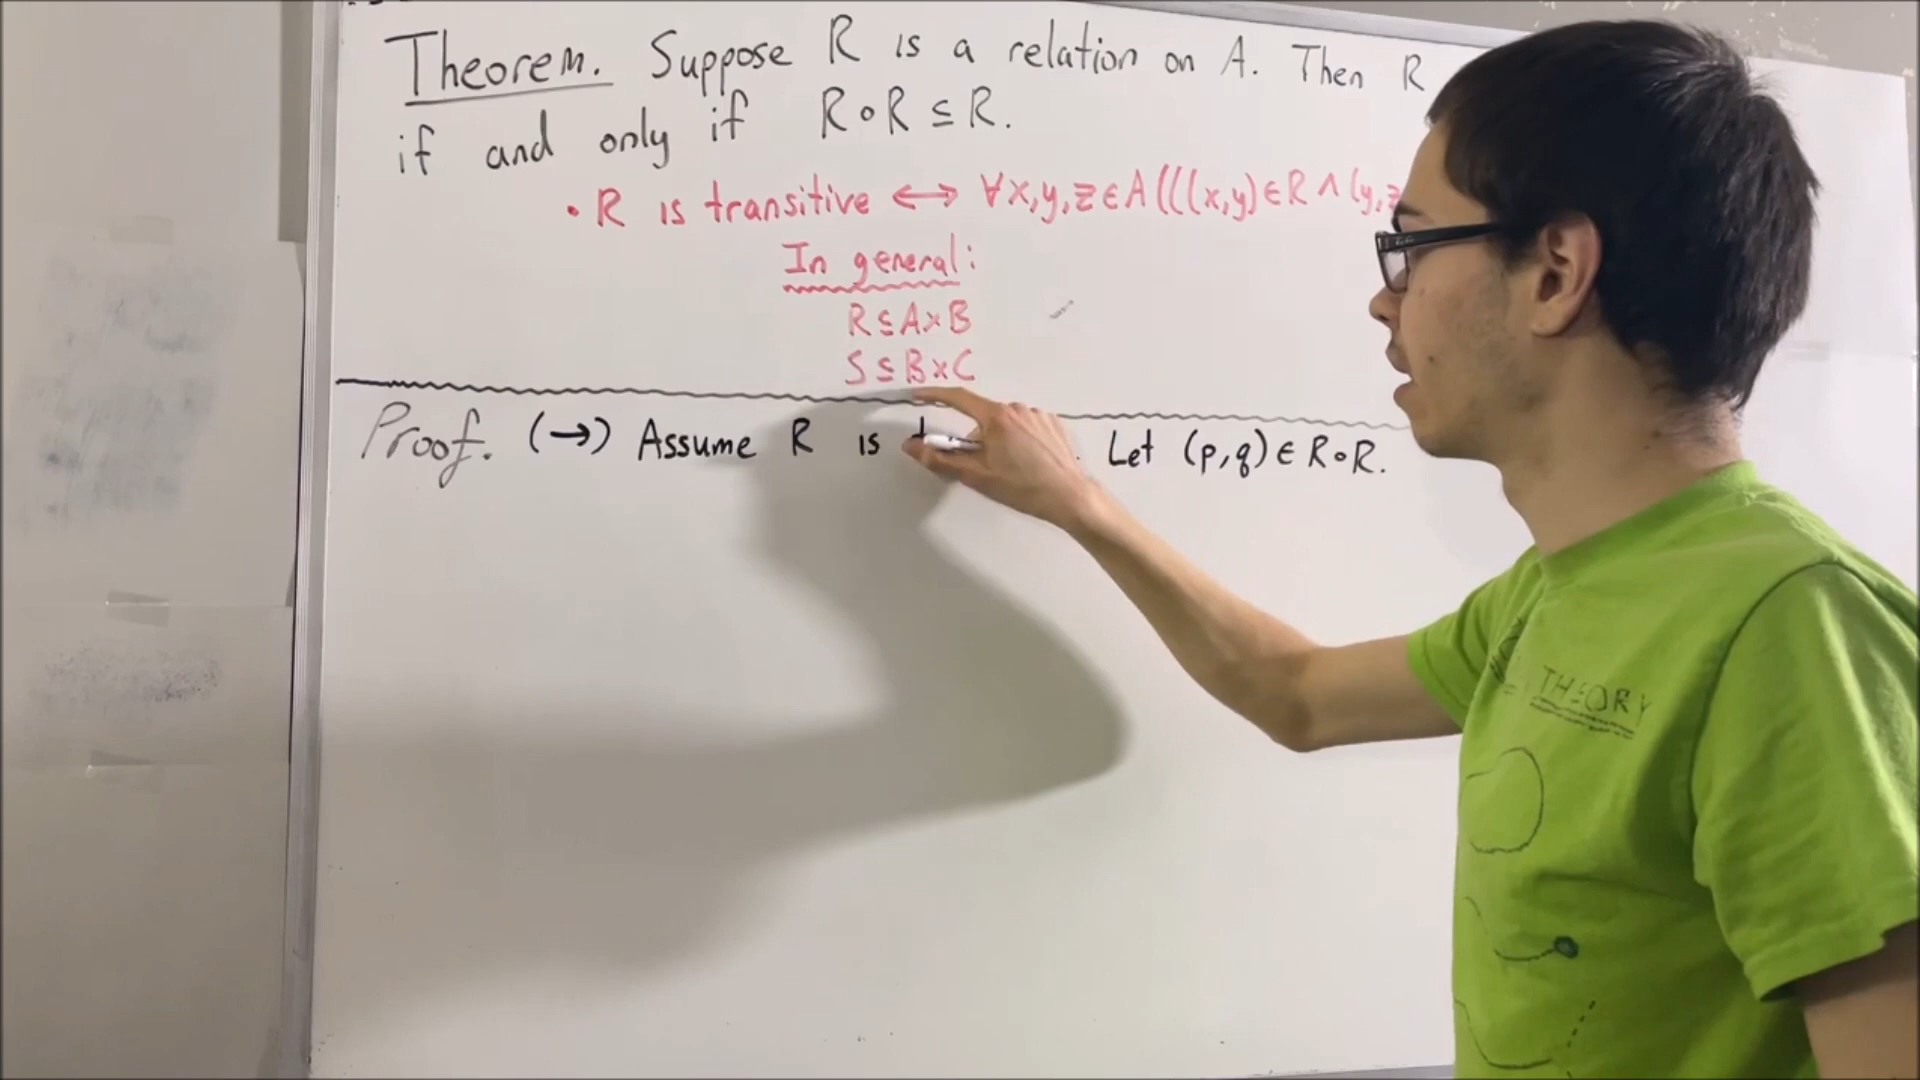 Theorem. Suppose R is a relation on A. Then R
if and only if R∘R ⊆ R.
• R is transitive ↔ ∀x,y,z∈A(((x,y)∈R ∧ (y,z
In general:
R⊆A×B
S⊆B×C
Proof. (→) Assume R is t . Let (p,q)∈R∘R.
THEORY